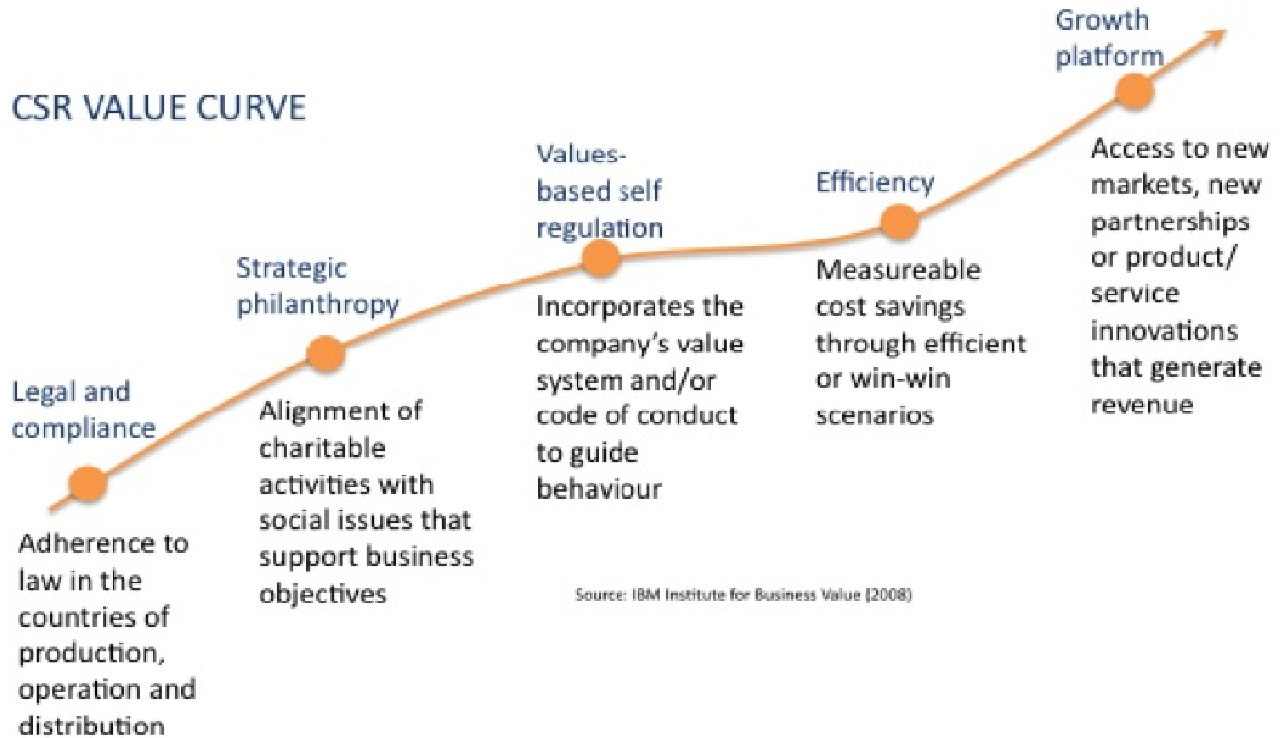 CSR VALUE CURVE
Legal and
compliance
Adherence to
law in the
countries of
production,
operation and
distribution
Strategic
philanthropy
Alignment of
charitable
activities with
social issues that
support business
objectives
Values-
based self
regulation
Incorporates the
company's value
system and/or
code of conduct
to guide
behaviour
Efficiency
Measureable
cost savings
through efficient
or win-win
scenarios
Growth
platform
Access to new
markets, new
partnerships
or product/
service
innovations
that generate
revenue
Source: IBM Institute for Business Value (2008)